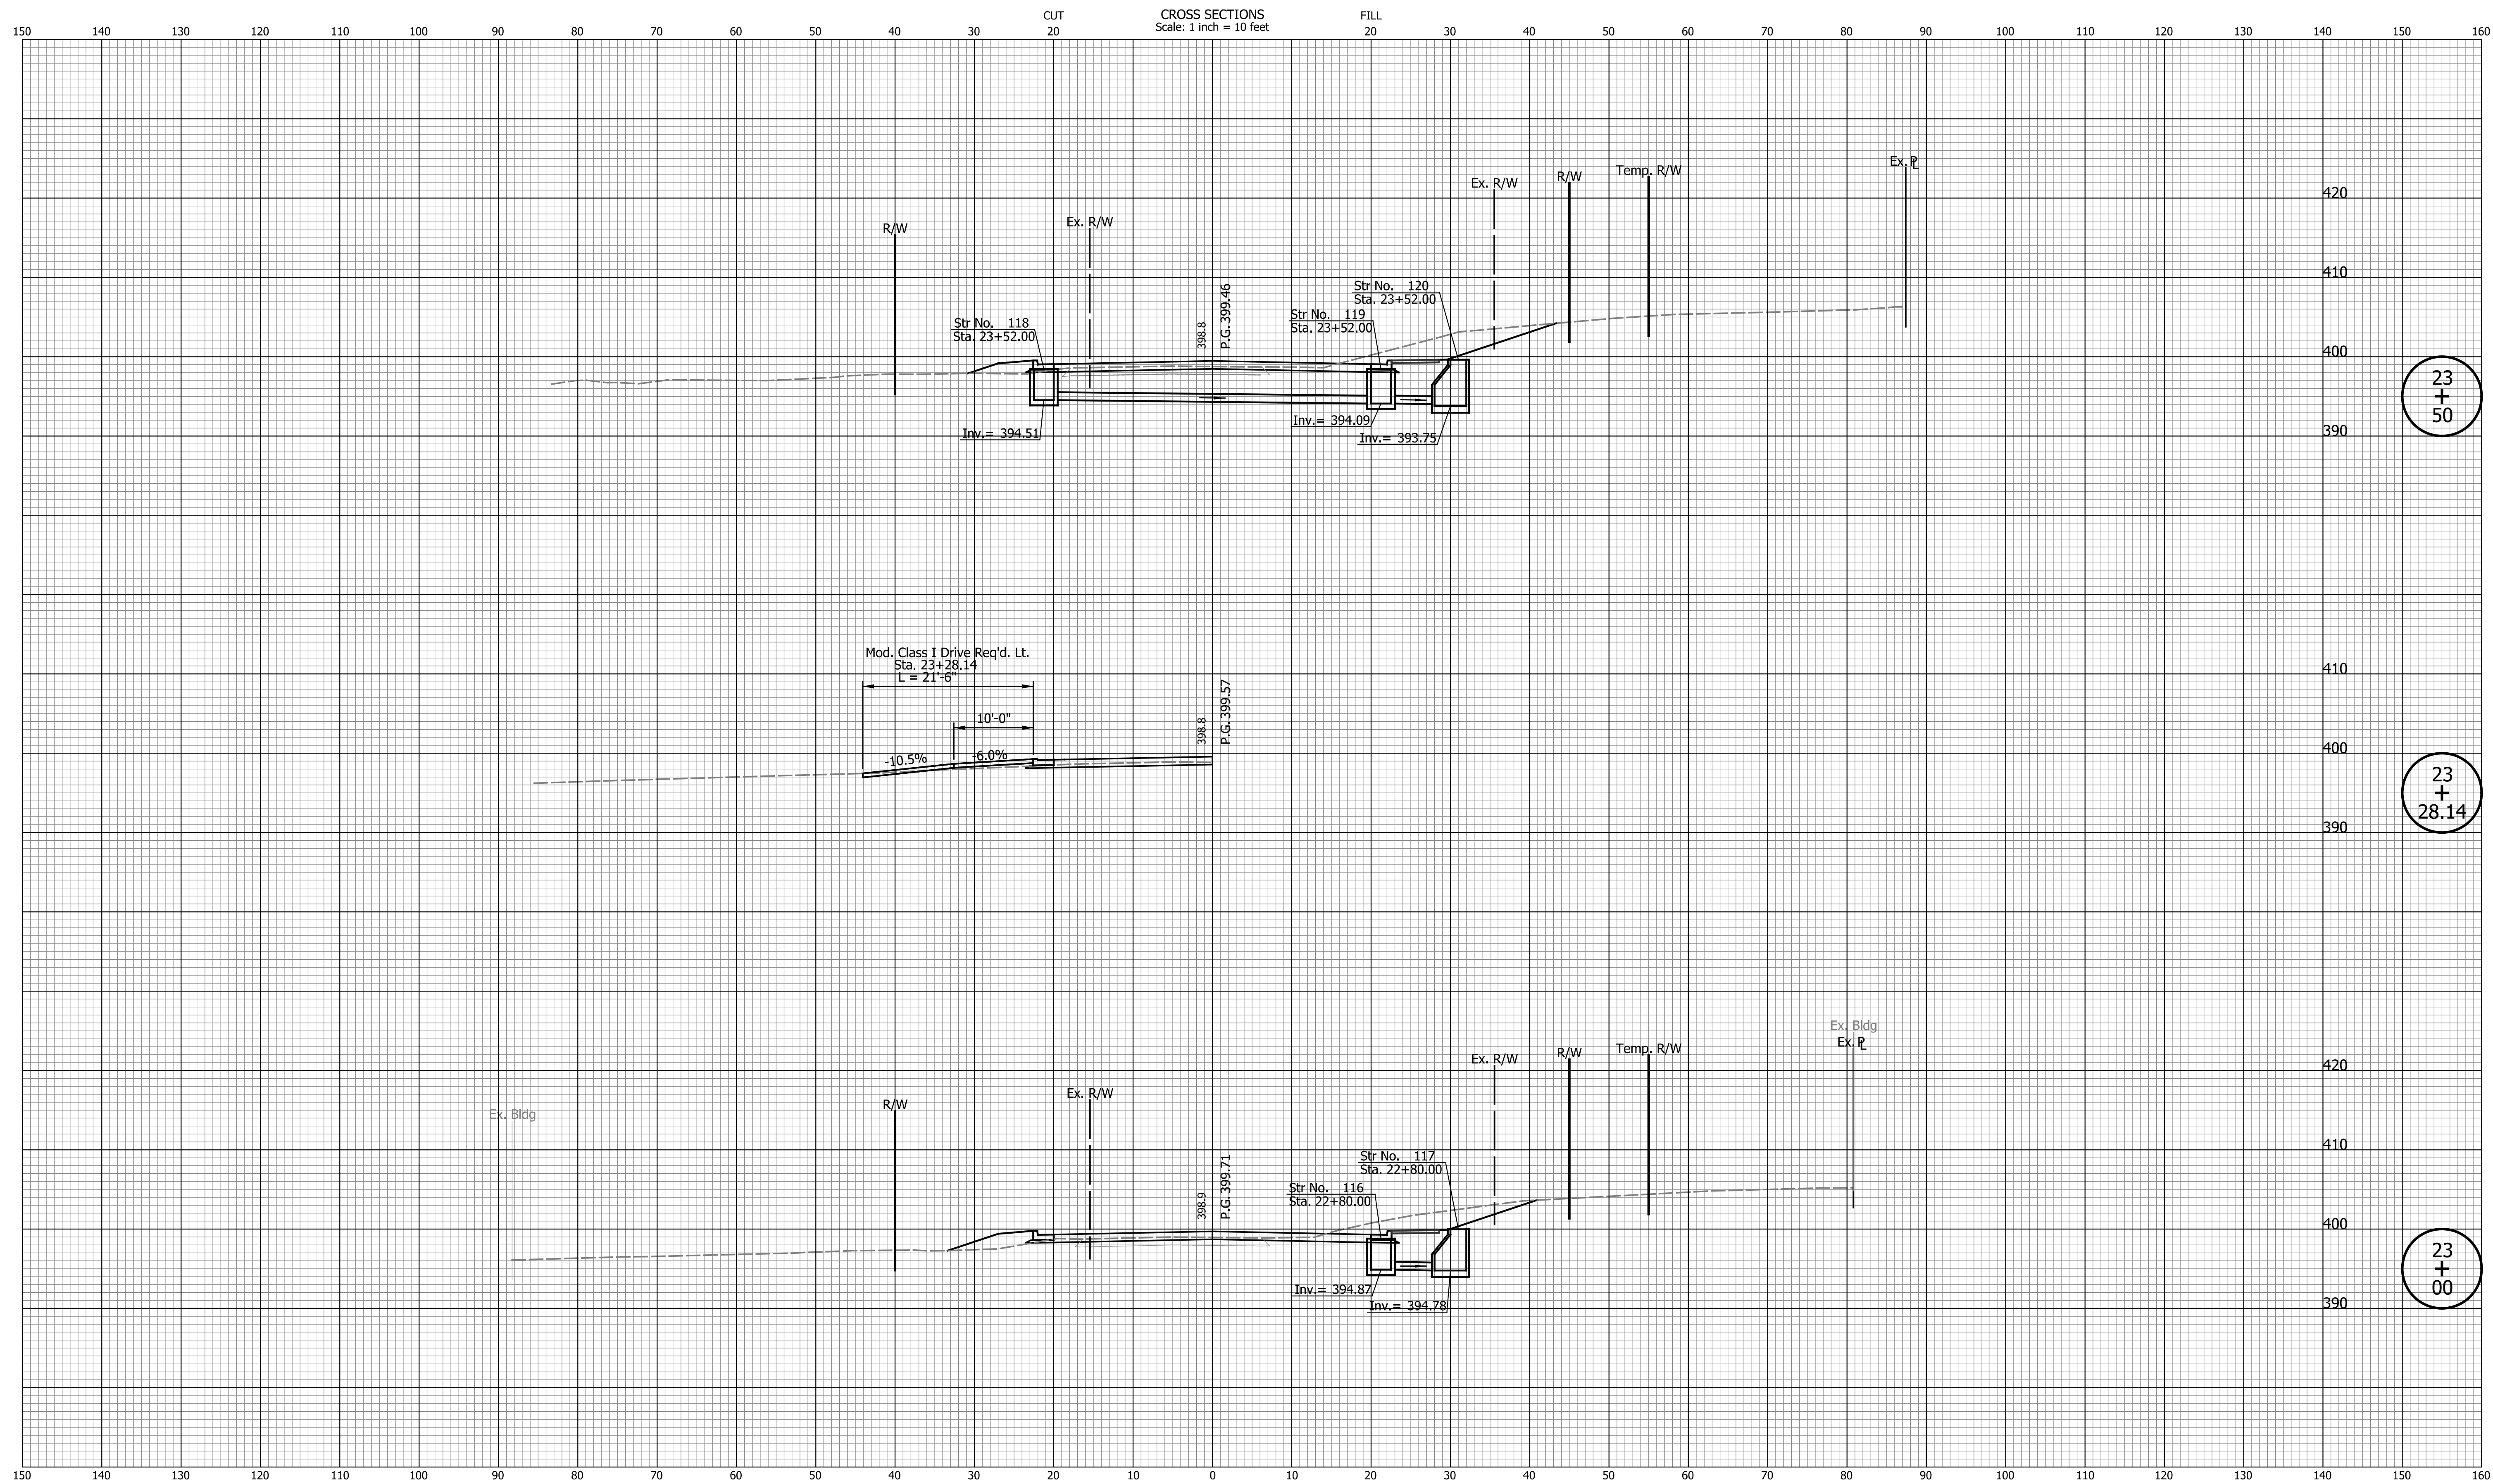 CUT CROSS SECTIONS FILL
Scale: 1 inch = 10 feet
150 140 130 120 110 100 90 80 70 60 50 40 30 20 0 20 30 40 50 60 70 80 90 100 110 120 130 140 150 160
Ex. PL
Temp. R/W
R/W
Ex. R/W
420
Ex. R/W
R/W
410
Str No. 120
Sta. 23+52.00
P.G. 399.46
398.8
Str No. 119
Sta. 23+52.00
Str No. 118
Sta. 23+52.00
400
23
+
50
Inv.= 394.09
Inv.= 394.51
Inv.= 393.75
390
Mod. Class I Drive Req'd. Lt.
Sta. 23+28.14
L = 21'-6"
410
10'-0"
P.G. 399.57
398.8
-10.5%
-6.0%
400
23
+
28.14
390
Ex. Bldg
Ex. PL
Temp. R/W
R/W
Ex. R/W
420
Ex. R/W
R/W
Ex. Bldg
410
Str No. 117
Sta. 22+80.00
P.G. 399.71
398.9
Str No. 116
Sta. 22+80.00
400
23
+
00
Inv.= 394.87
Inv.= 394.78
390
150 140 130 120 110 100 90 80 70 60 50 40 30 20 10 0 10 20 30 40 50 60 70 80 90 100 110 120 130 140 150 160